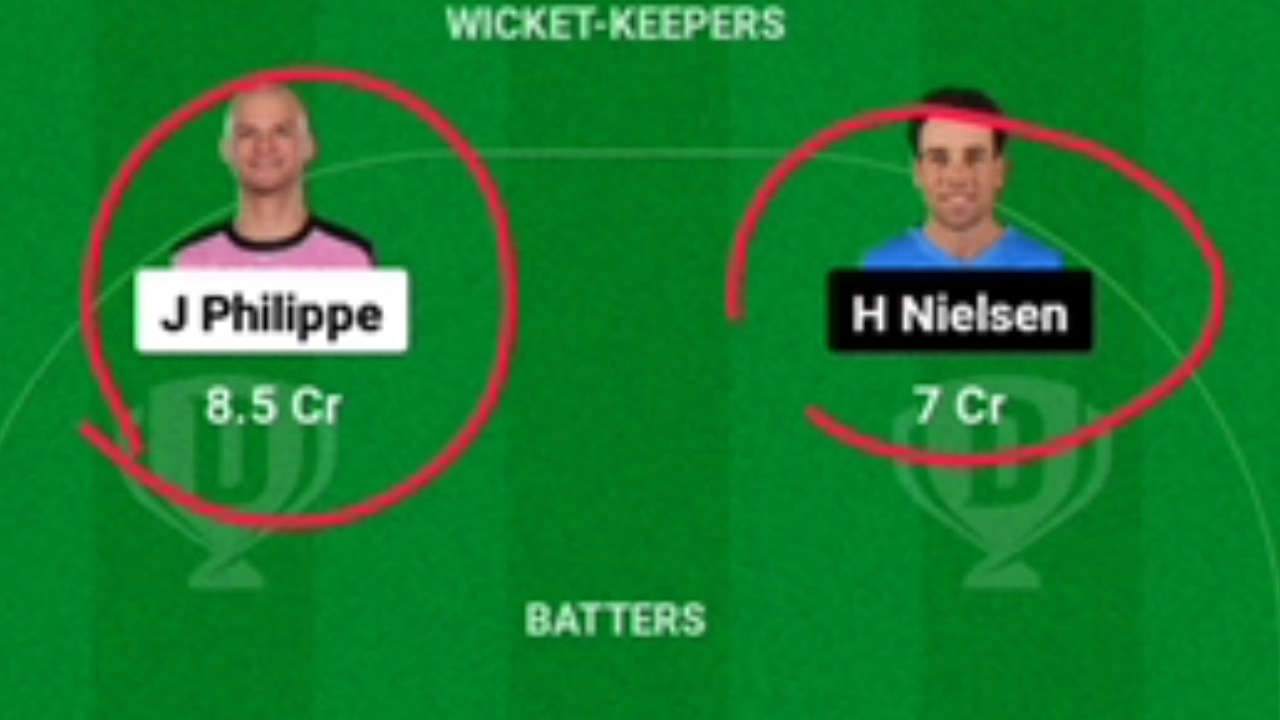 WICKET-KEEPERS
J Philippe
H Nielsen
8.5 Cr
7 Cr
BATTERS